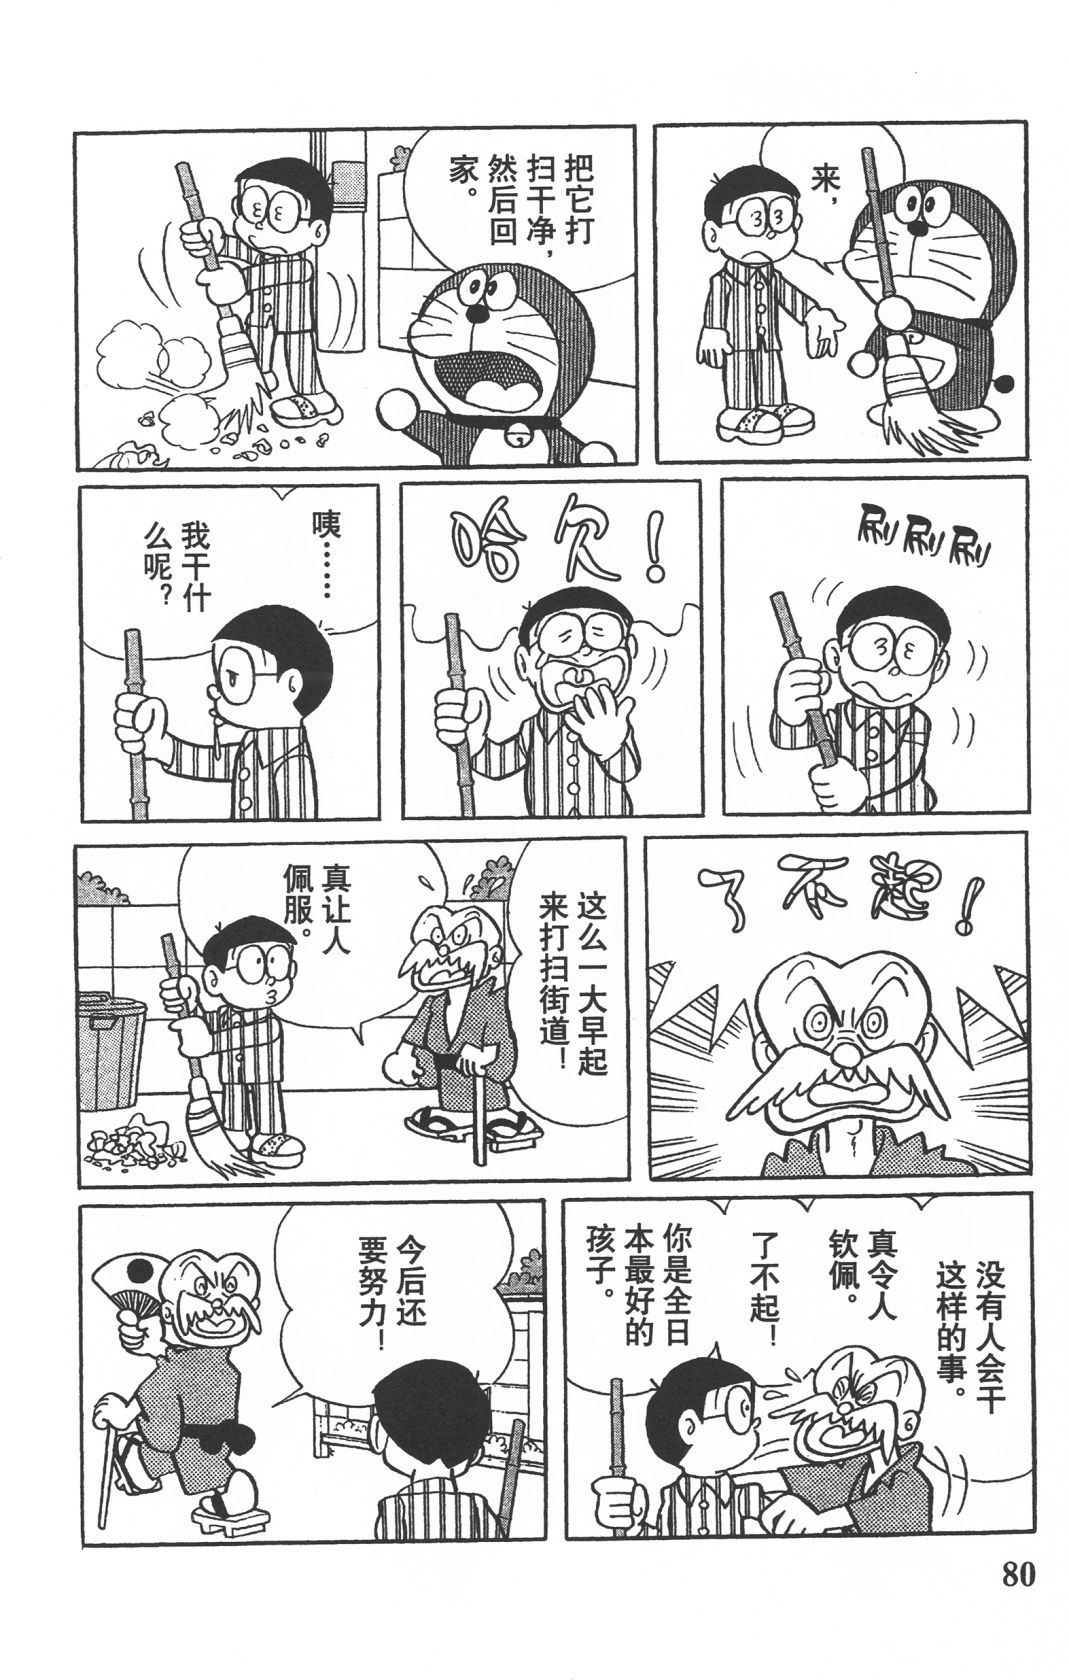 来，
把它打
扫干净，
然后回
家。
刷刷刷
哈欠！
咦……
我干什
么呢？
了不起！
这么一大早起
来打扫街道！
真让人
佩服。
没有人会干
这样的事。
真令人
钦佩。
了不起！
你是全日
本最好的
孩子。
今后还
要努力！
80